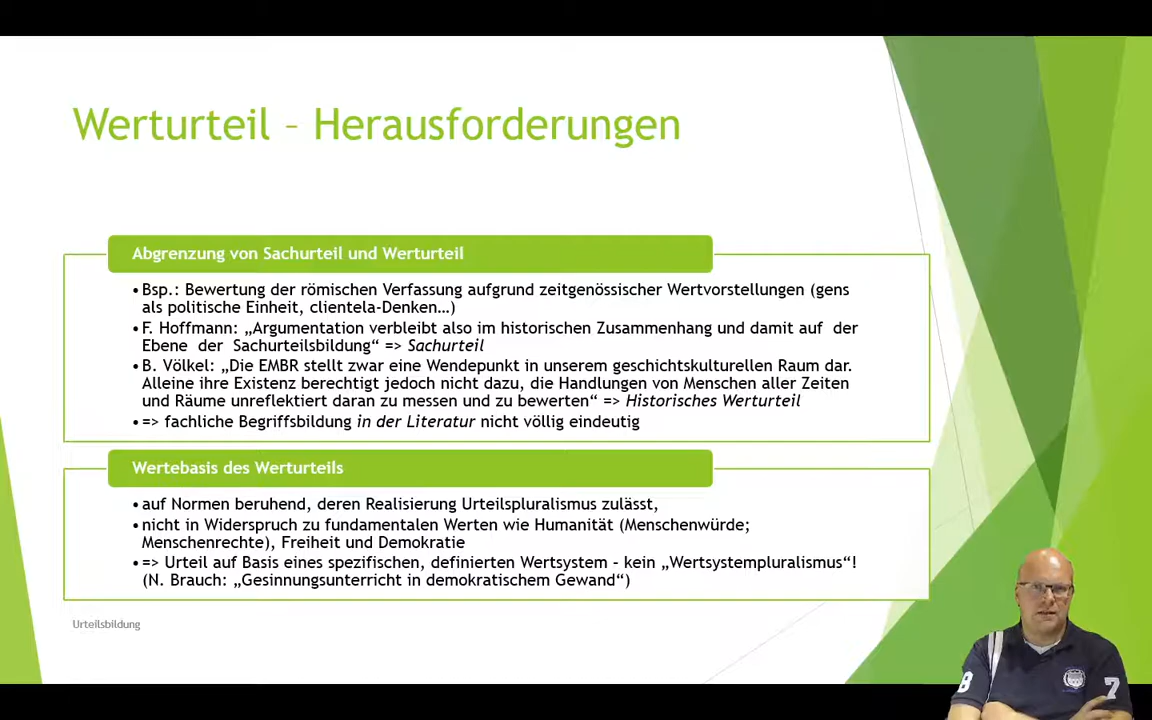 Werturteil – Herausforderungen
Abgrenzung von Sachurteil und Werturteil
•Bsp.: Bewertung der römischen Verfassung aufgrund zeitgenössischer Wertvorstellungen (gens
als politische Einheit, clientela-Denken…)
•F. Hoffmann: „Argumentation verbleibt also im historischen Zusammenhang und damit auf der
Ebene der Sachurteilsbildung“ => Sachurteil
•B. Völkel: „Die EMBR stellt zwar eine Wendepunkt in unserem geschichtskulturellen Raum dar.
Alleine ihre Existenz berechtigt jedoch nicht dazu, die Handlungen von Menschen aller Zeiten
und Räume unreflektiert daran zu messen und zu bewerten“ => Historisches Werturteil
•=> fachliche Begriffsbildung in der Literatur nicht völlig eindeutig
Wertebasis des Werturteils
•auf Normen beruhend, deren Realisierung Urteilspluralismus zulässt,
•nicht in Widerspruch zu fundamentalen Werten wie Humanität (Menschenwürde;
Menschenrechte), Freiheit und Demokratie
•=> Urteil auf Basis eines spezifischen, definierten Wertsystem – kein „Wertsystempluralismus“!
(N. Brauch: „Gesinnungsunterricht in demokratischem Gewand“)
Urteilsbildung
8
7